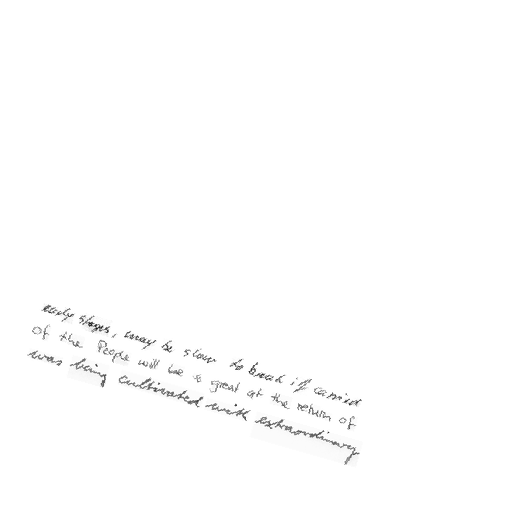 early stages, may be slow to break if carried
of the People will be so great at the return of
was being cultivated with extraordinary